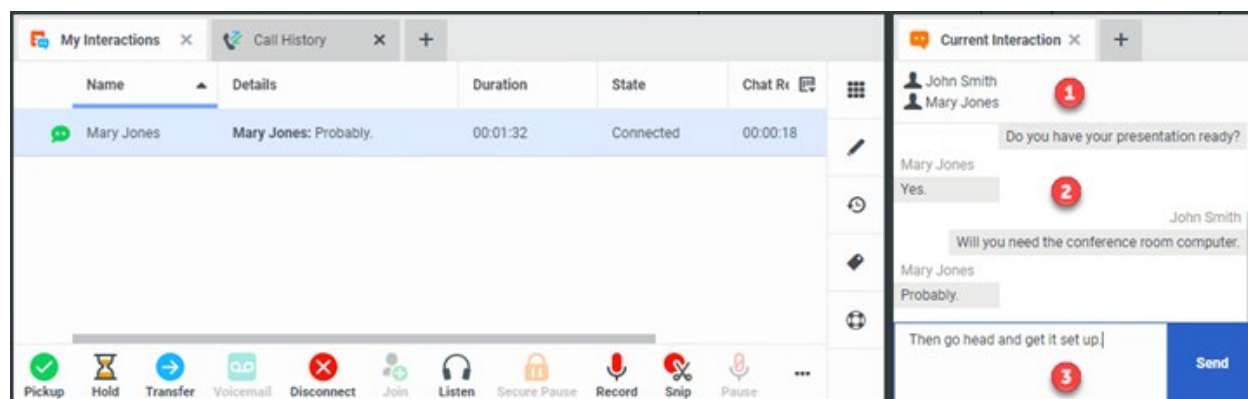 My Interactions
Call History
Name Details Duration State Chat Re
Mary Jones Mary Jones: Probably. 00:01:32 Connected 00:00:18
Pickup Hold Transfer Voicemail Disconnect Join Listen Secure Pause Record Snip Pause
Current Interaction
John Smith
Mary Jones
1
Do you have your presentation ready?
Mary Jones
Yes.
2
John Smith
Will you need the conference room computer.
Mary Jones
Probably.
Then go head and get it set up.
Send
3